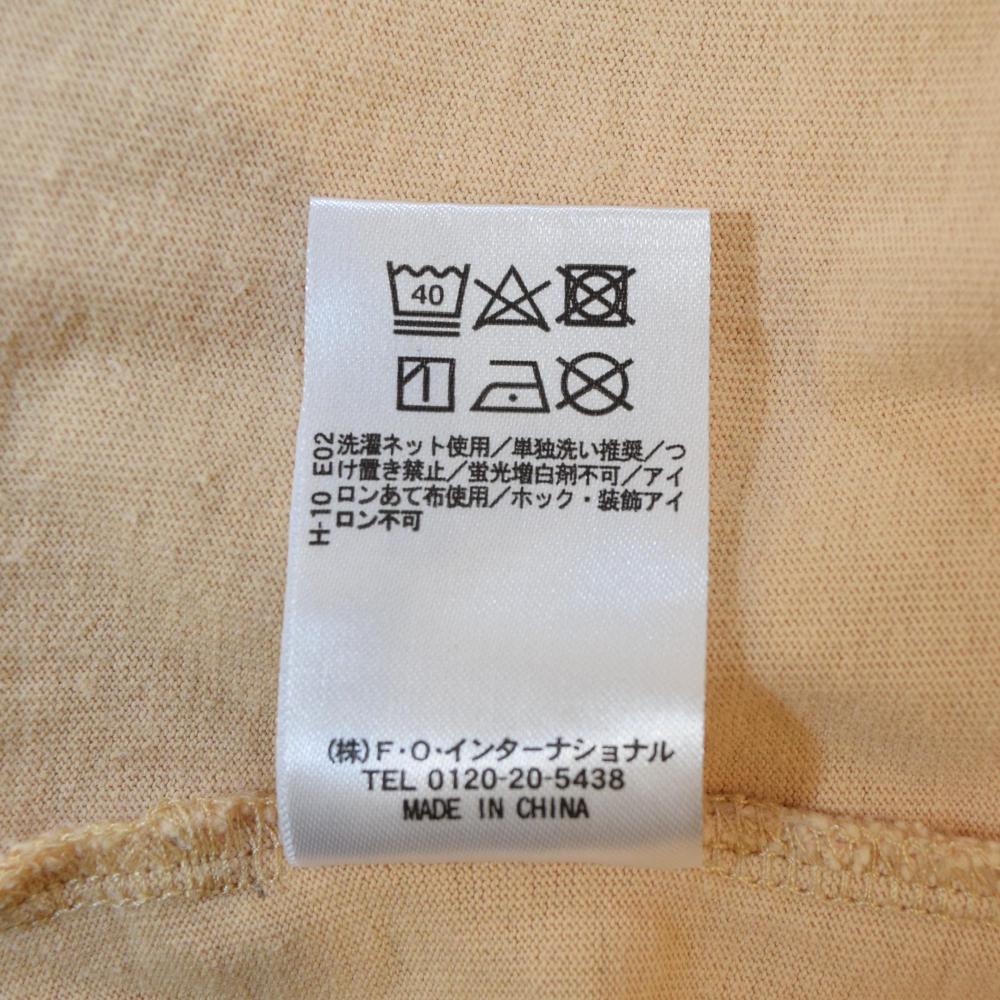 40
洗濯ネット使用／単独洗い推奨／つ
け置き禁止／蛍光増白剤不可／アイ
ロンあて布使用／ホック・装飾アイ
ロン不可
H-10 E02
(株)F・O・インターナショナル
TEL 0120-20-5438
MADE IN CHINA